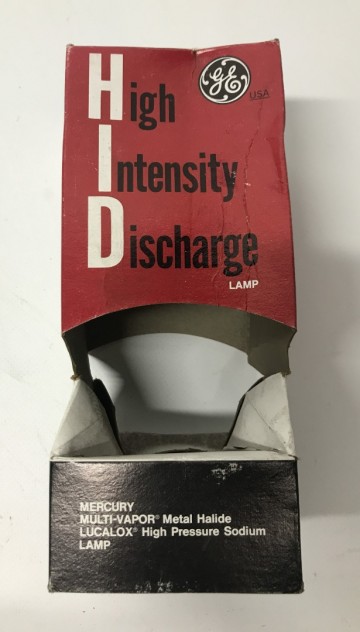 GE
USA
High
Intensity
Discharge
LAMP
MERCURY
MULTI-VAPOR® Metal Halide
LUCALOX® High Pressure Sodium
LAMP